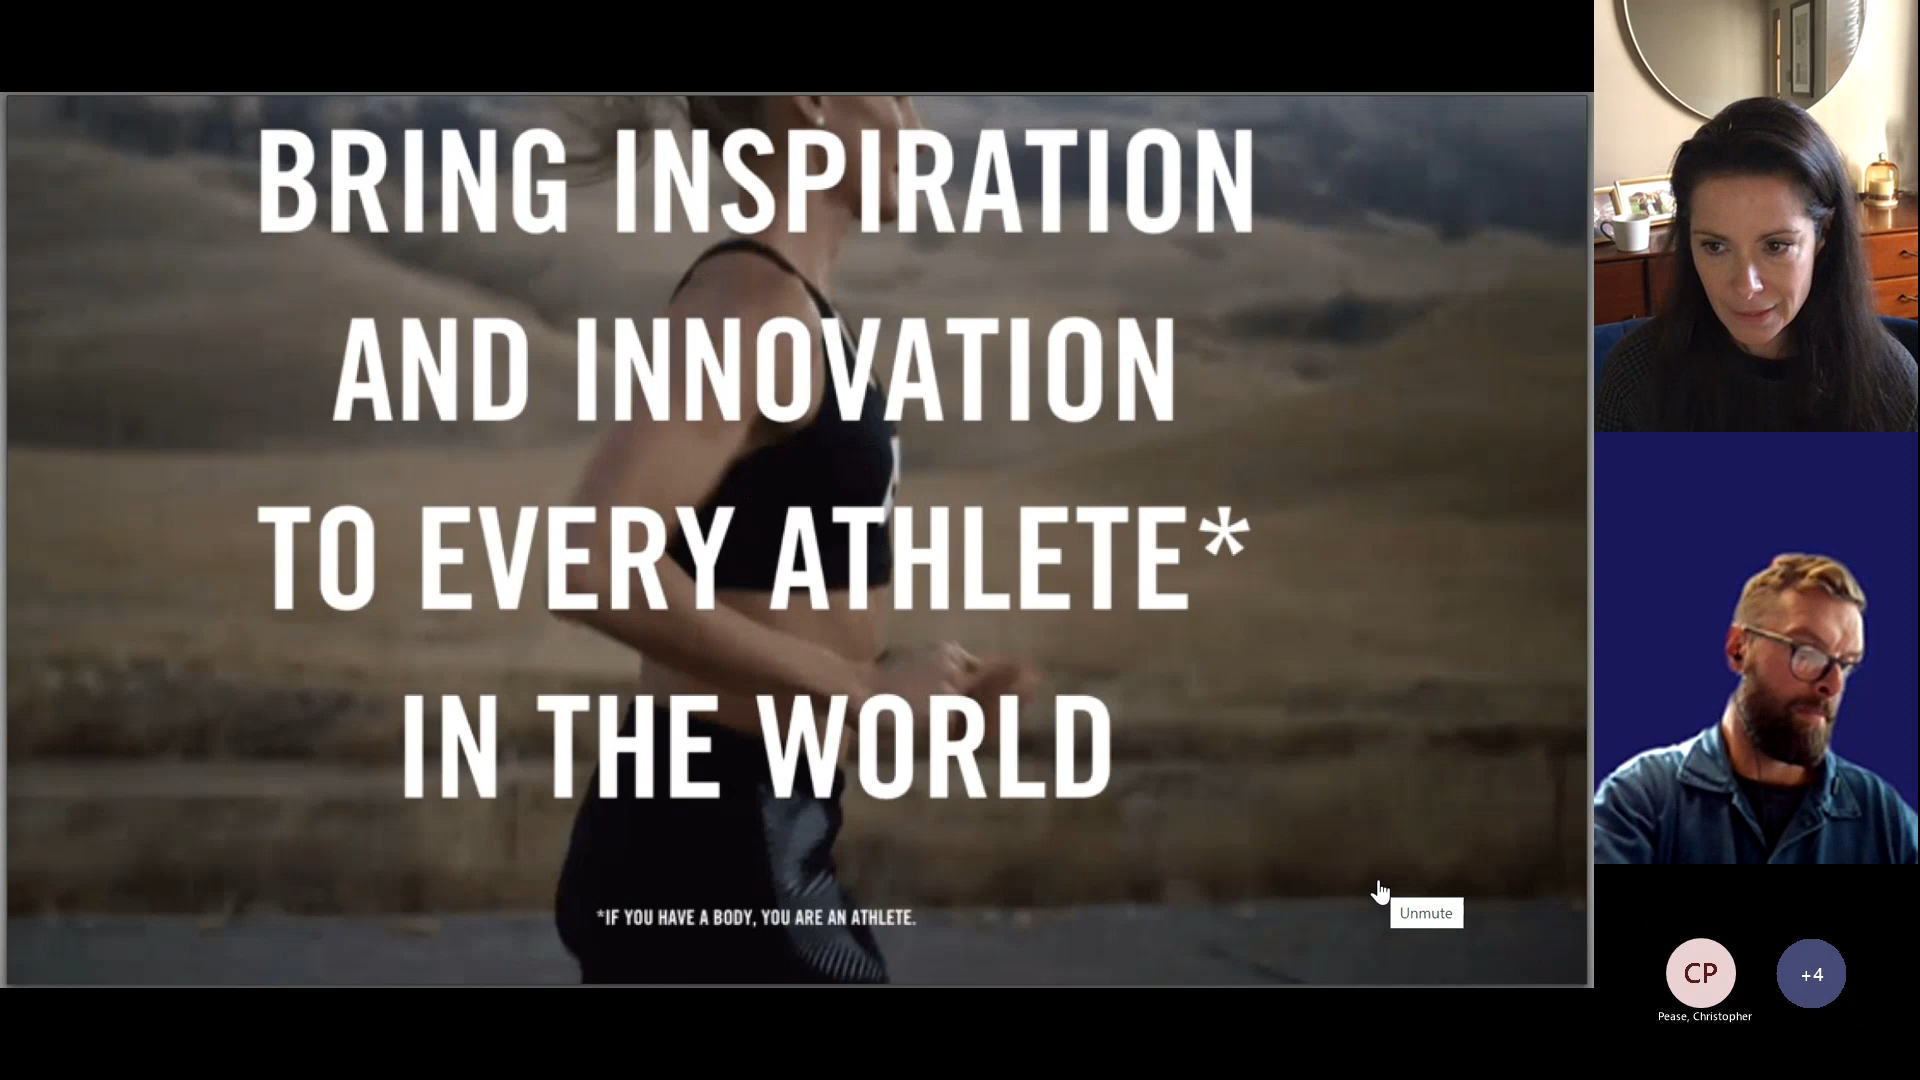 BRING INSPIRATION
AND INNOVATION
TO EVERY ATHLETE*
IN THE WORLD
*IF YOU HAVE A BODY, YOU ARE AN ATHLETE.
Unmute
CP
+4
Pease, Christopher